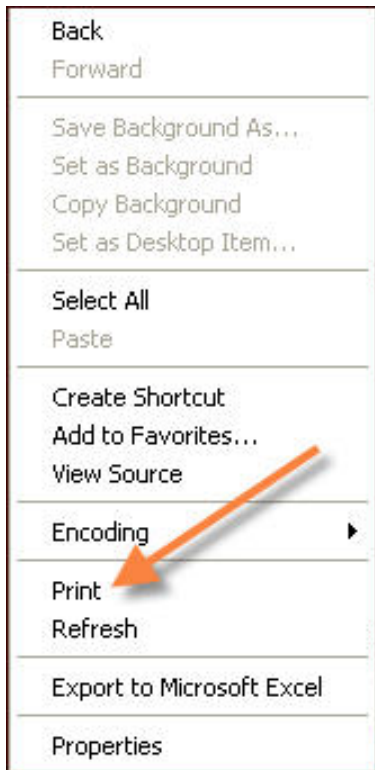 Back
Forward
Save Background As...
Set as Background
Copy Background
Set as Desktop Item...
Select All
Paste
Create Shortcut
Add to Favorites...
View Source
Encoding
Print
Refresh
Export to Microsoft Excel
Properties